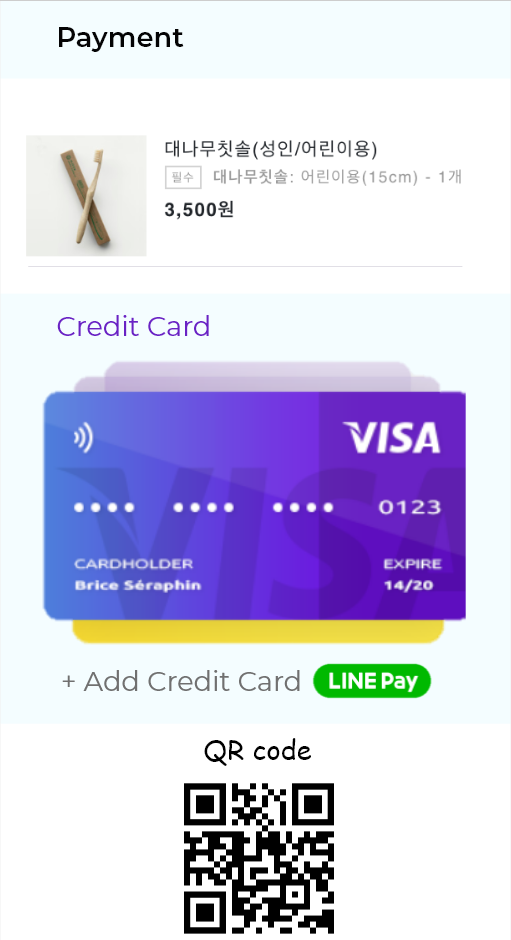 Payment
대나무칫솔(성인/어린이용)
필수 대나무칫솔: 어린이용(15cm) - 1개
3,500원
Credit Card
VISA
•••• •••• •••• 0123
CARDHOLDER EXPIRE
Brice Séraphin 14/20
VISA
+ Add Credit Card LINE Pay
QR code